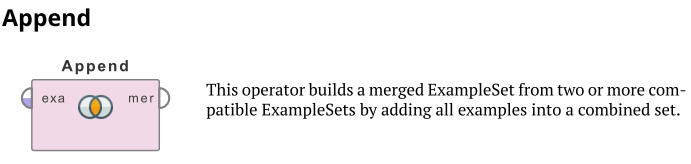 Append
Append
exa
mer
This operator builds a merged ExampleSet from two or more com-
patible ExampleSets by adding all examples into a combined set.